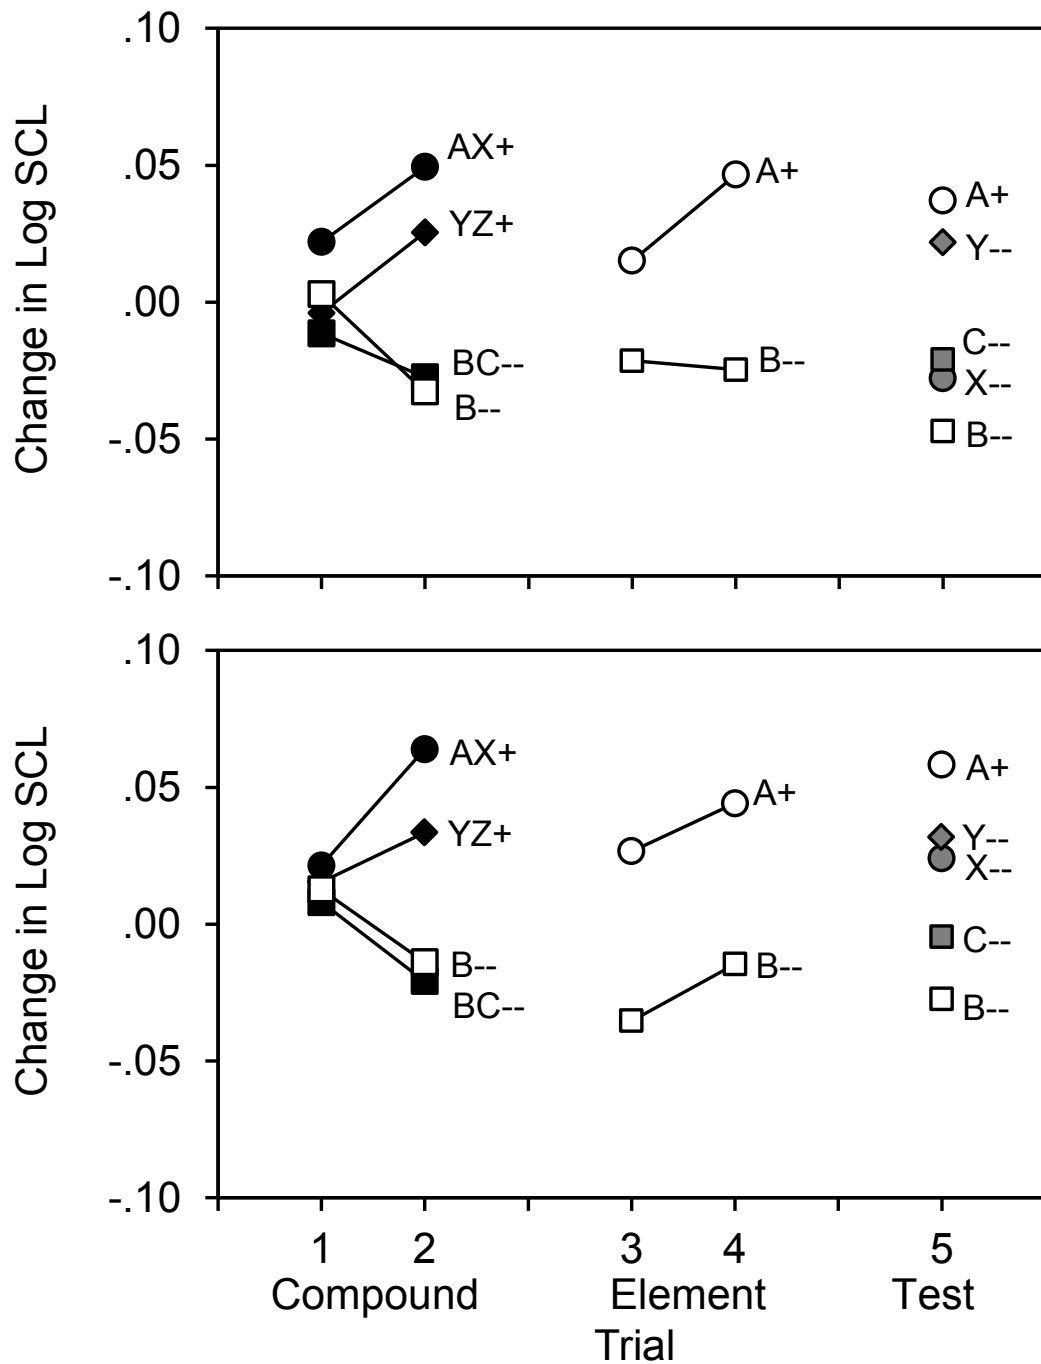 .10
.05
.00
-.05
-.10
Change in Log SCL
AX+
YZ+
BC--
B--
A+
B--
A+
Y--
C--
X--
B--
.10
.05
.00
-.05
-.10
Change in Log SCL
AX+
YZ+
B--
BC--
A+
B--
A+
Y--
X--
C--
B--
1 2 3 4 5
Compound Element Test
Trial